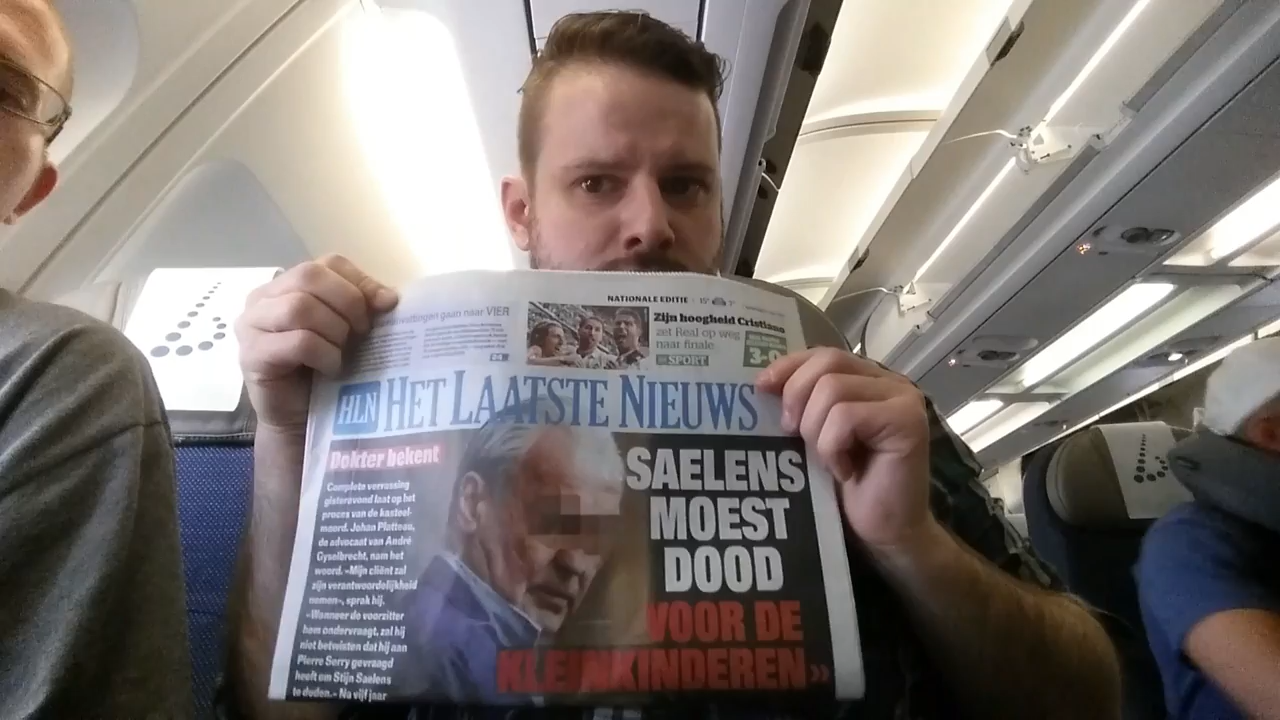 gaan naar VIER
NATIONALE EDITIE
15°
Zijn hoogheid Cristiano
zet Real op weg
naar finale
SPORT
3-0
HLN HET LAATSTE NIEUWS
Dokter bekent
Complete verrassing
gisteravond laat op het
proces van de kasteel-
moord. Johan Platteau,
de advocaat van André
Gyselbrecht, nam het
woord. «Mijn cliënt zal
zijn verantwoordelijkheid
nemen», sprak hij.
«Wanneer de voorzitter
hem ondervraagt, zal hij
niet betwisten dat hij aan
Pierre Serry gevraagd
heeft om Stijn Saelens
te doden.» Na vijf jaar
SAELENS
MOEST
DOOD
VOOR DE
KLEINKINDEREN»